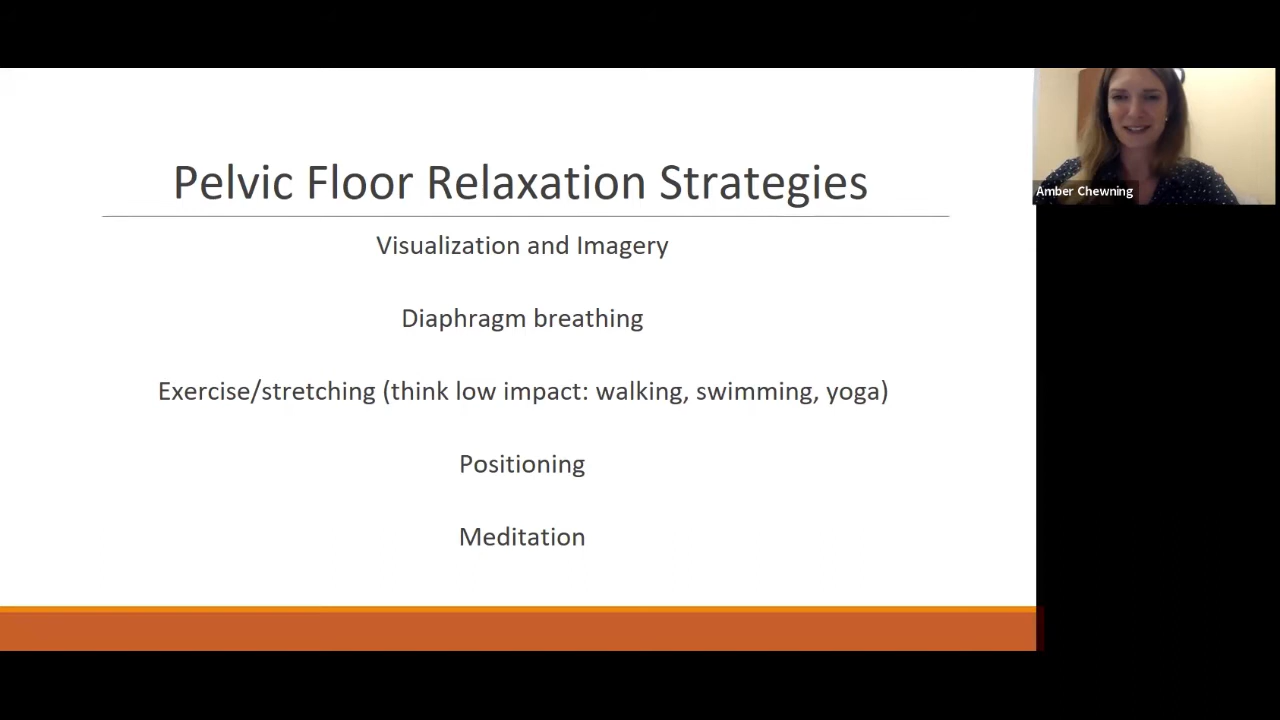 Pelvic Floor Relaxation Strategies
Visualization and Imagery
Diaphragm breathing
Exercise/stretching (think low impact: walking, swimming, yoga)
Positioning
Meditation
Amber Chewning